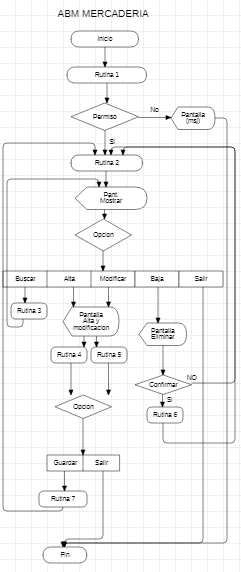 ABM MERCADERIA
Inicio
Rutina 1
Permiso
No
Pantalla
(msj)
Si
Rutina 2
Pant.
Mostrar
Opcion
Buscar
Alta
Modificar
Baja
Salir
Rutina 3
Pantalla
Alta y
modificacion
Pantalla
Eliminar
Rutina 4
Rutina 5
Confirmar
NO
Si
Opcion
Rutina 6
Guardar
Salir
Rutina 7
Fin